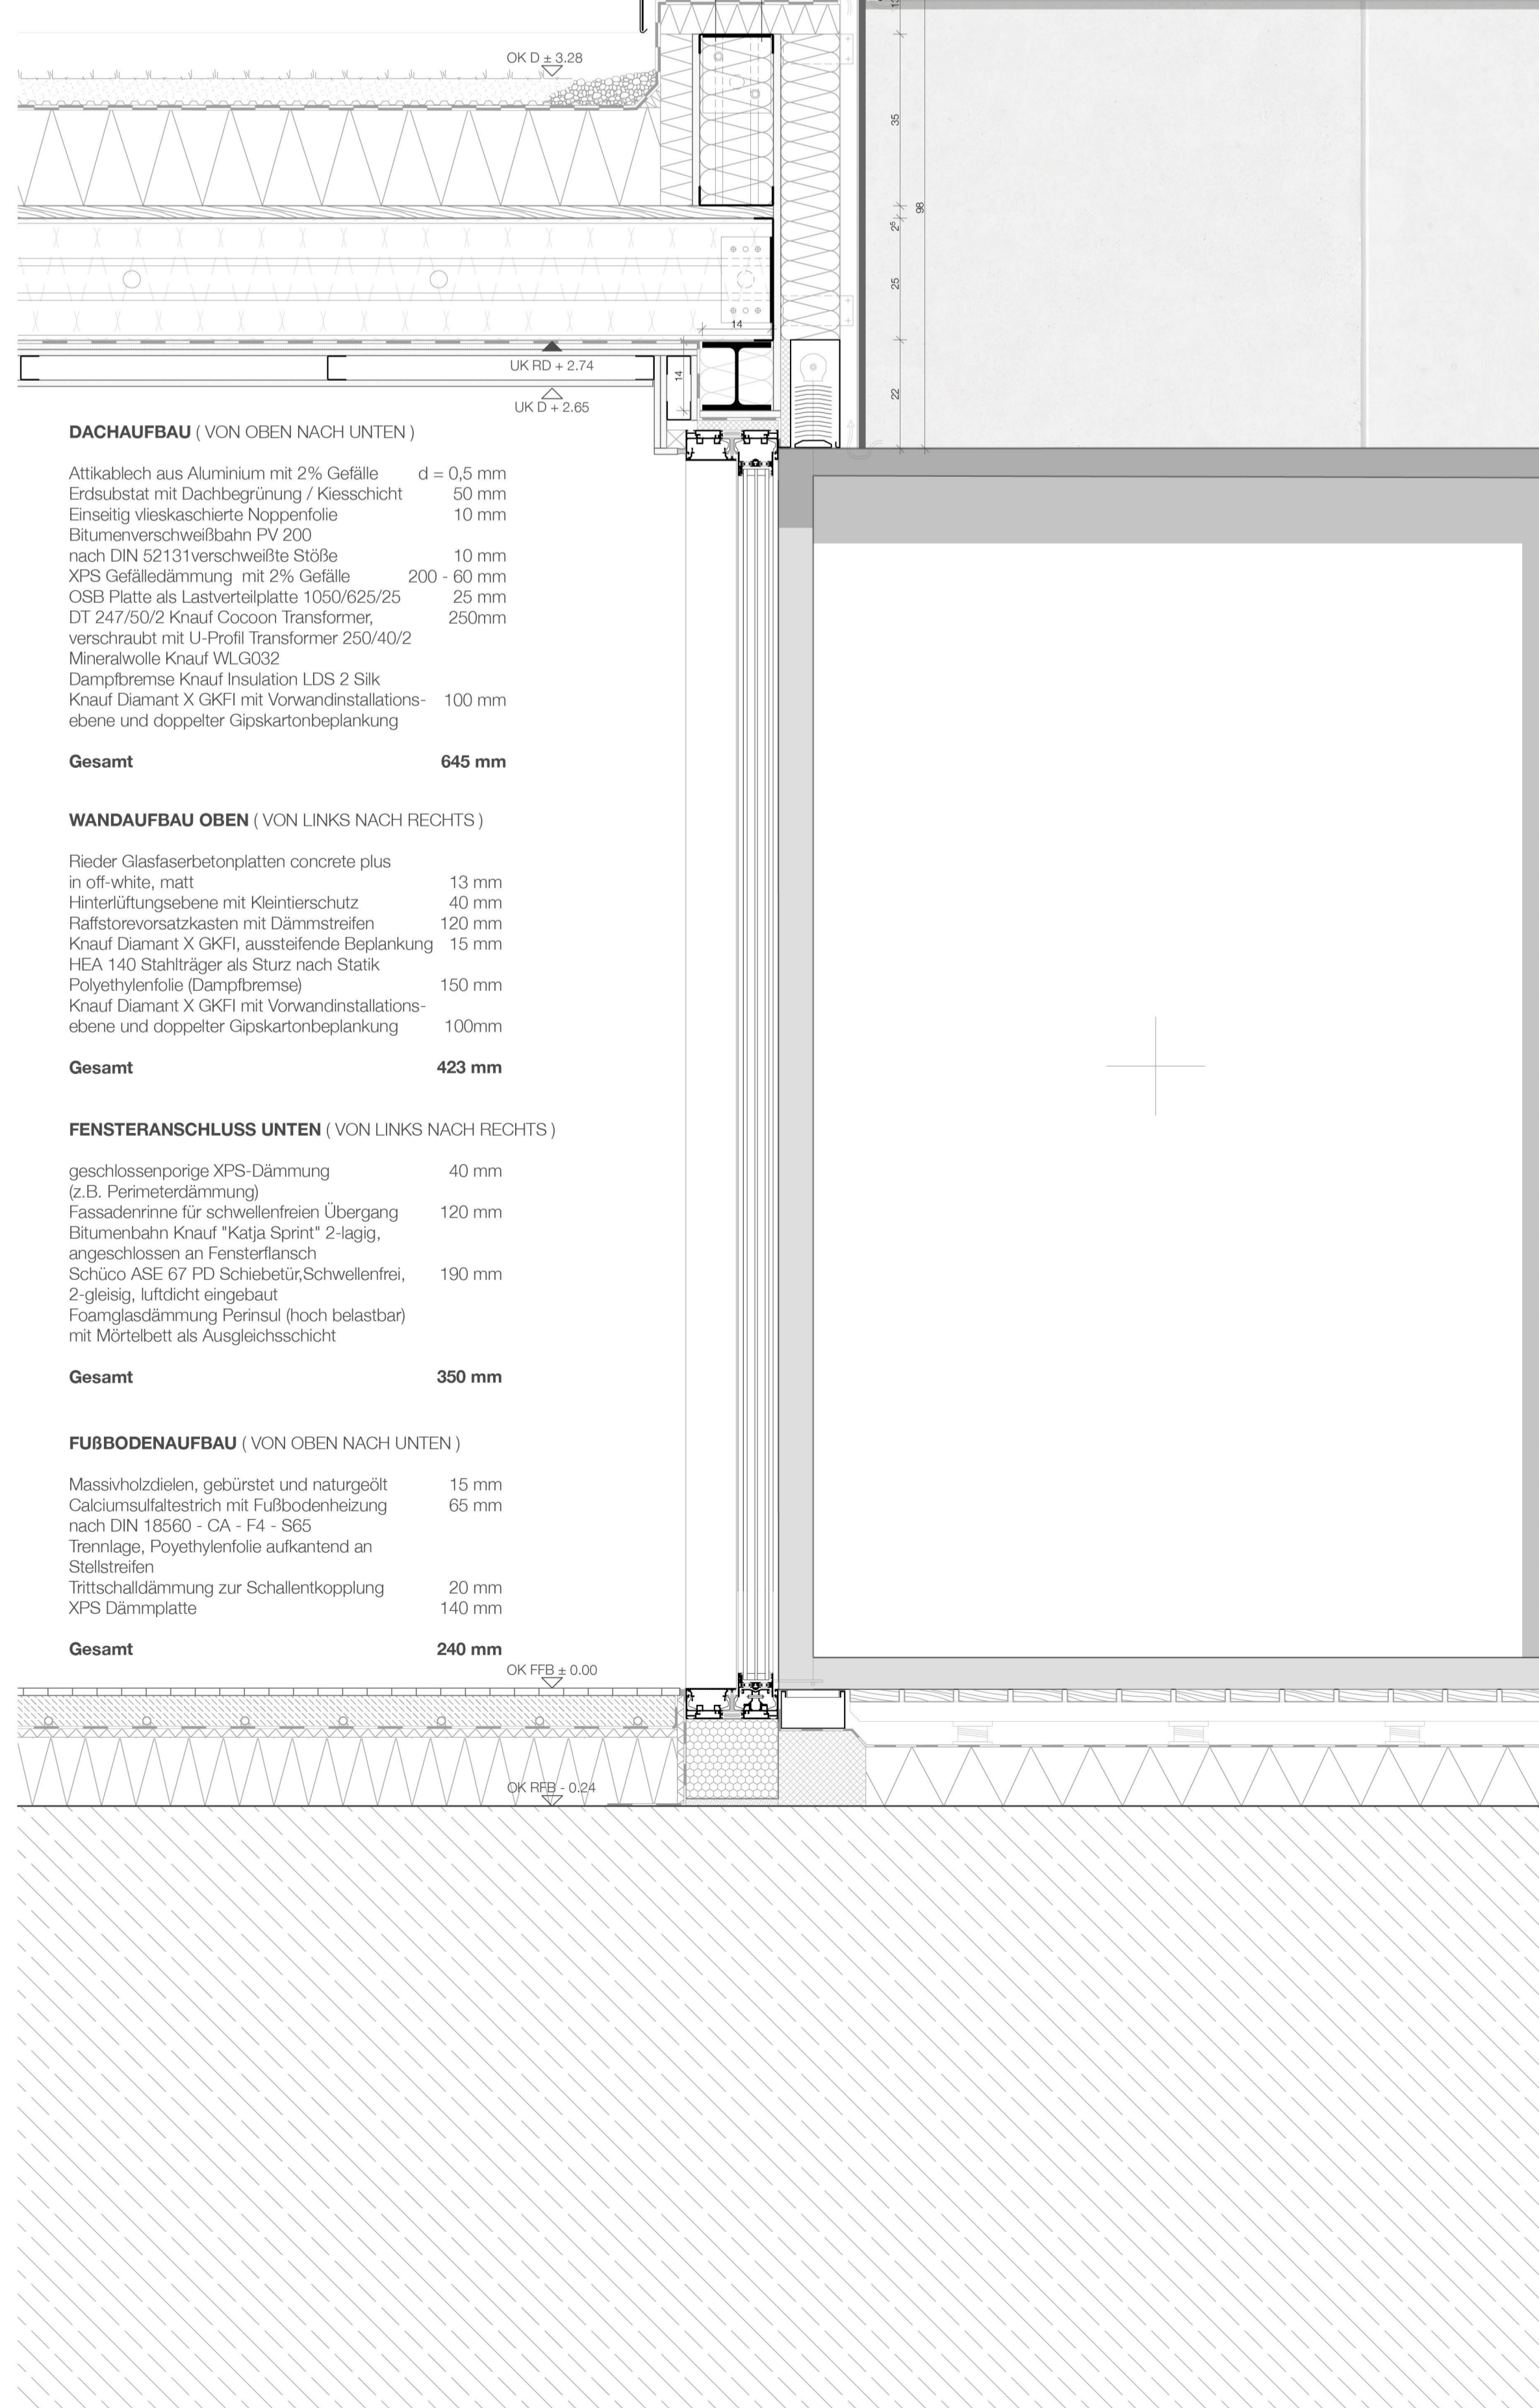 OK D ± 3.28
35
98
2⁵
25
14
UK RD + 2.74
14
22
UK D + 2.65
DACHAUFBAU ( VON OBEN NACH UNTEN )
Attikablech aus Aluminium mit 2% Gefälle d = 0,5 mm
Erdsubstat mit Dachbegrünung / Kiesschicht 50 mm
Einseitig vlieskaschierte Noppenfolie 10 mm
Bitumenverschweißbahn PV 200
nach DIN 52131verschweißte Stöße 10 mm
XPS Gefälledämmung mit 2% Gefälle 200 - 60 mm
OSB Platte als Lastverteilplatte 1050/625/25 25 mm
DT 247/50/2 Knauf Cocoon Transformer, 250mm
verschraubt mit U-Profil Transformer 250/40/2
Mineralwolle Knauf WLG032
Dampfbremse Knauf Insulation LDS 2 Silk
Knauf Diamant X GKFI mit Vorwandinstallations- 100 mm
ebene und doppelter Gipskartonbeplankung
Gesamt 645 mm
WANDAUFBAU OBEN ( VON LINKS NACH RECHTS )
Rieder Glasfaserbetonplatten concrete plus
in off-white, matt 13 mm
Hinterlüftungsebene mit Kleintierschutz 40 mm
Raffstorevorsatzkasten mit Dämmstreifen 120 mm
Knauf Diamant X GKFI, aussteifende Beplankung 15 mm
HEA 140 Stahlträger als Sturz nach Statik
Polyethylenfolie (Dampfbremse) 150 mm
Knauf Diamant X GKFI mit Vorwandinstallations-
ebene und doppelter Gipskartonbeplankung 100mm
Gesamt 423 mm
FENSTERANSCHLUSS UNTEN ( VON LINKS NACH RECHTS )
geschlossenporige XPS-Dämmung 40 mm
(z.B. Perimeterdämmung)
Fassadenrinne für schwellenfreien Übergang 120 mm
Bitumenbahn Knauf "Katja Sprint" 2-lagig,
angeschlossen an Fensterflansch
Schüco ASE 67 PD Schiebetür,Schwellenfrei, 190 mm
2-gleisig, luftdicht eingebaut
Foamglasdämmung Perinsul (hoch belastbar)
mit Mörtelbett als Ausgleichsschicht
Gesamt 350 mm
FUßBODENAUFBAU ( VON OBEN NACH UNTEN )
Massivholzdielen, gebürstet und naturgeölt 15 mm
Calciumsulfaltestrich mit Fußbodenheizung 65 mm
nach DIN 18560 - CA - F4 - S65
Trennlage, Poyethylenfolie aufkantend an
Stellstreifen
Trittschalldämmung zur Schallentkopplung 20 mm
XPS Dämmplatte 140 mm
Gesamt 240 mm
OK FFB ± 0.00
OK RFB - 0.24